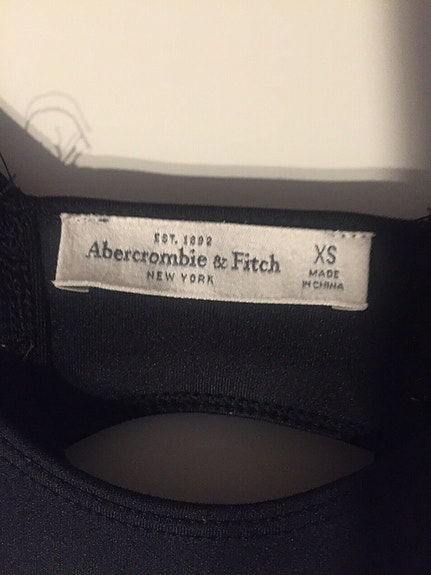 EST. 1892
Abercrombie & Fitch
NEW YORK
XS
MADE
IN CHINA